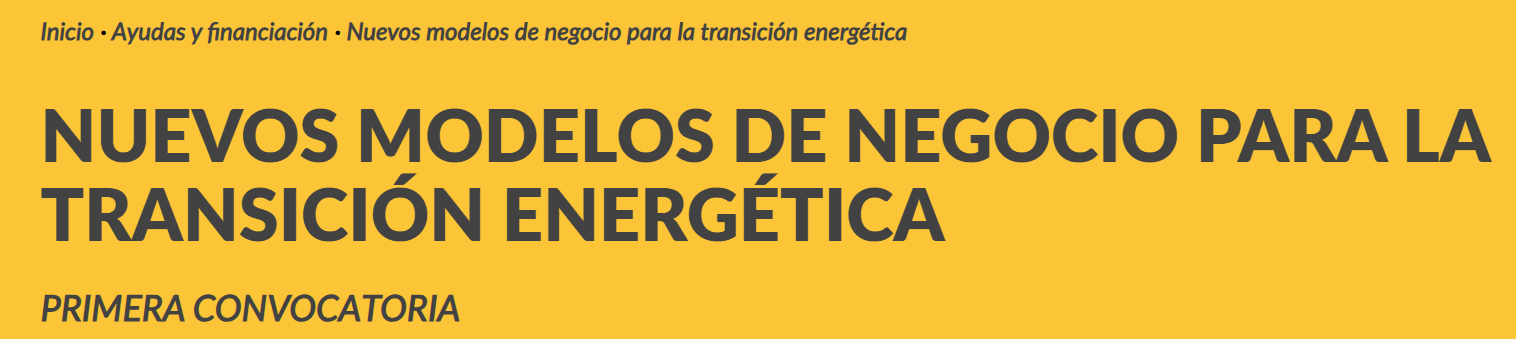 Inicio · Ayudas y financiación · Nuevos modelos de negocio para la transición energética
NUEVOS MODELOS DE NEGOCIO PARA LA
TRANSICIÓN ENERGÉTICA
PRIMERA CONVOCATORIA